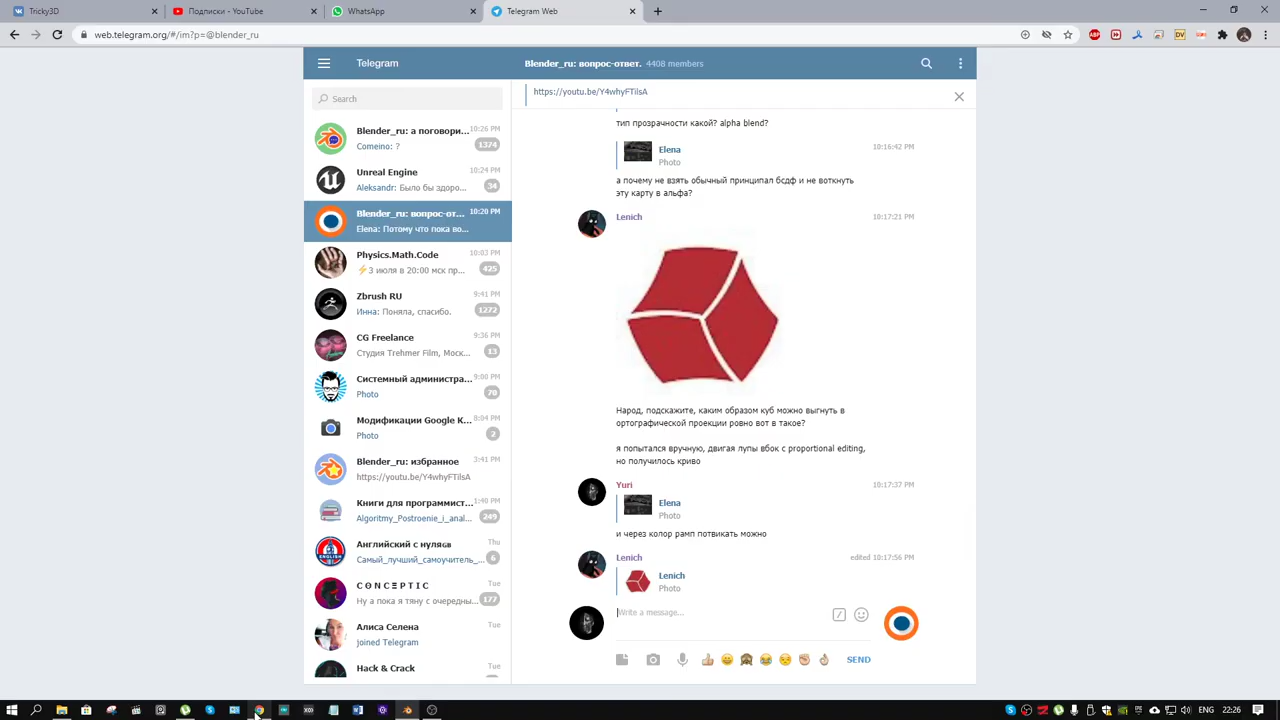 Tricky3D
Подписки - YouTube
WhatsApp
Telegram Web
web.telegram.org/#/im?p=@blender_ru
Telegram
Blender_ru: вопрос-ответ. 4408 members
Search
https://youtu.be/Y4whyFTilsA
Blender_ru: а поговори... 10:26 PM
Comeino: ? 1374
Unreal Engine 10:24 PM
Aleksandr: Было бы здоро... 34
Blender_ru: вопрос-от... 10:20 PM
Elena: Потому что пока во...
Physics.Math.Code 10:03 PM
⚡3 июля в 20:00 мск пр... 425
Zbrush RU 9:41 PM
Инна: Поняла, спасибо. 1272
CG Freelance 9:36 PM
Студия Trehmer Film, Моск... 13
Системный администра... 9:00 PM
Photo 70
Модификации Google К... 8:04 PM
Photo 2
Blender_ru: избранное 3:41 PM
https://youtu.be/Y4whyFTilsA
Книги для программист... 1:40 PM
Algoritmy_Postroenie_i_anal... 249
Английский с нуля🇬🇧 Thu
Самый_лучший_самоучитель_... 6
ENGLISH
C Ө N C Ξ P T I C Tue
Ну а пока я тяну с очередны... 177
Алиса Селена Tue
joined Telegram
Hack & Crack
тип прозрачности какой? alpha blend?
Elena 10:16:42 PM
Photo
а почему не взять обычный принципал бсдф и не воткнуть
эту карту в альфа?
Lenich 10:17:21 PM
Народ, подскажите, каким образом куб можно выгнуть в
ортографической проекции ровно вот в такое?
я попытался вручную, двигая лупы вбок с proportional editing,
но получилось криво
Yuri 10:17:37 PM
Elena
Photo
и через колор рамп потвикать можно
Lenich edited 10:17:56 PM
Lenich
Photo
Write a message...
SEND
ENG 22:26